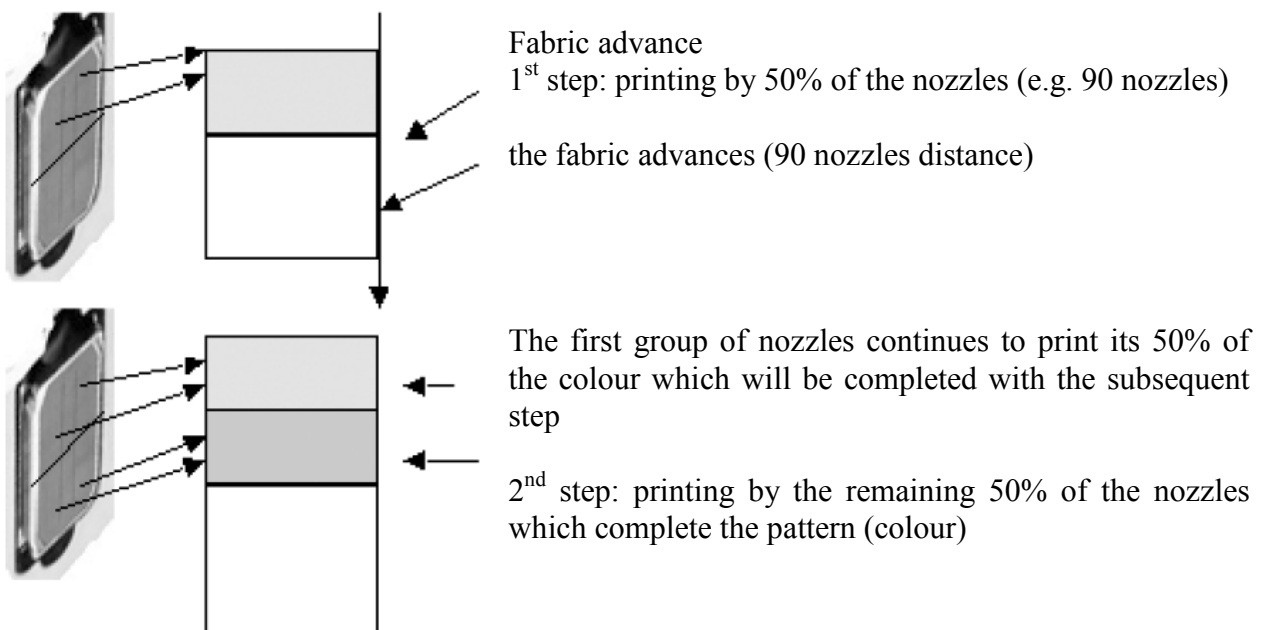 Fabric advance
1st step: printing by 50% of the nozzles (e.g. 90 nozzles)
the fabric advances (90 nozzles distance)
The first group of nozzles continues to print its 50% of
the colour which will be completed with the subsequent
step
2nd step: printing by the remaining 50% of the nozzles
which complete the pattern (colour)